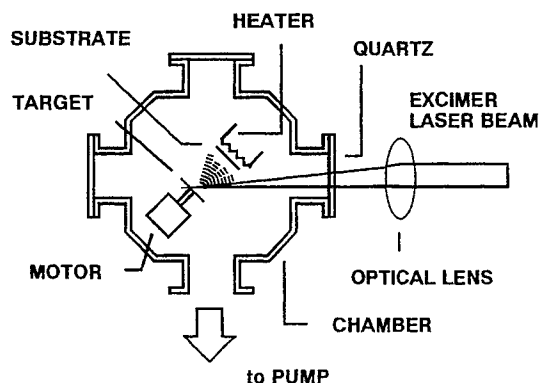 HEATER
SUBSTRATE
QUARTZ
TARGET
EXCIMER
LASER BEAM
MOTOR
OPTICAL LENS
CHAMBER
to PUMP